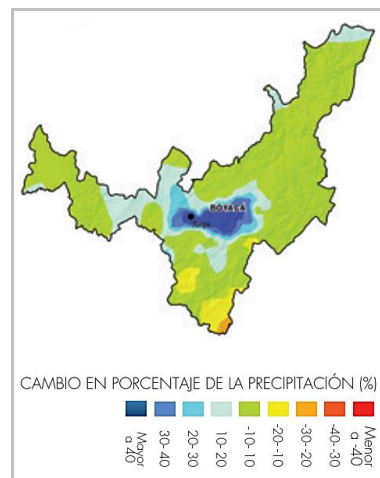 BOYACÁ
Tunja
CAMBIO EN PORCENTAJE DE LA PRECIPITACIÓN (%)
Mayor a 40
30- 40
20- 30
10- 20
-10- 10
-20- -10
-30- -20
-40- -30
Menor a -40